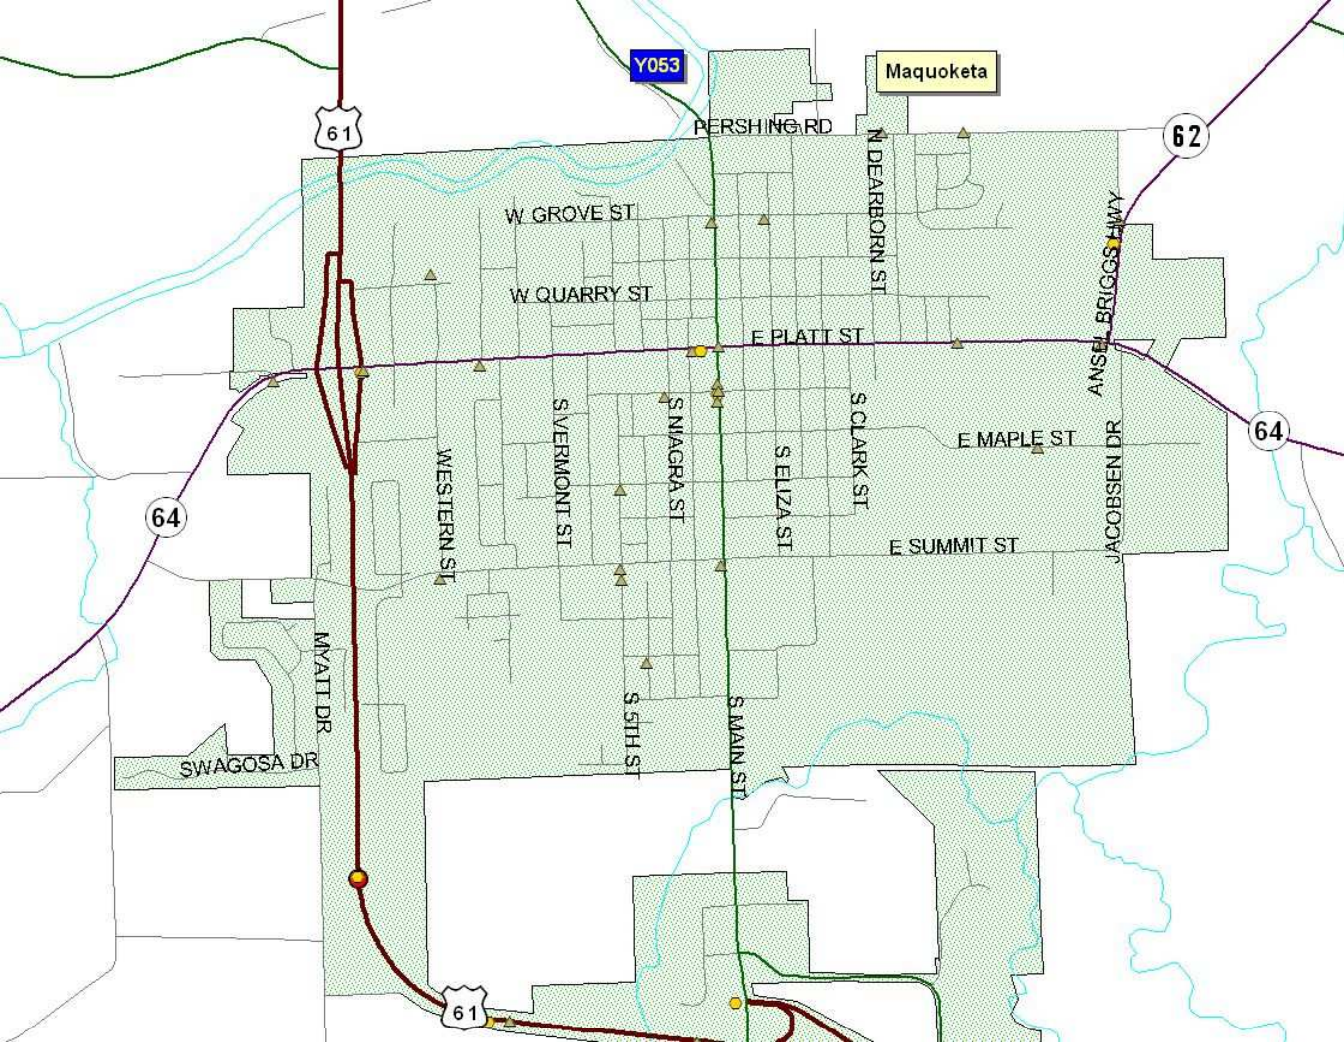 Y053
Maquoketa
61
PERSHING RD
62
N DEARBORN ST
W GROVE ST
ANSEL BRIGGS HWY
W QUARRY ST
E PLATT ST
S VERMONT ST
S NIAGRA ST
S CLARK ST
E MAPLE ST
64
WESTERN ST
S ELIZA ST
JACOBSEN DR
64
E SUMMIT ST
MYATT DR
S 5TH ST
S MAIN ST
SWAGOSA DR
61